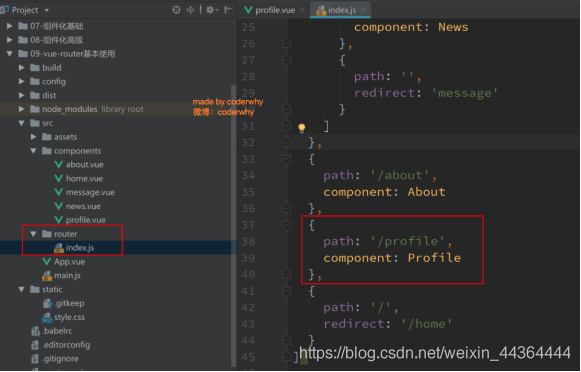 Project
07-组件化基础
08-组件化高级
09-vue-router基本使用
build
config
dist
node_modules library root
src
assets
components
about.vue
home.vue
message.vue
news.vue
profile.vue
router
index.js
App.vue
main.js
static
.gitkeep
style.css
.babelrc
.editorconfig
.gitignore
made by coderwhy
微博：coderwhy
profile.vue × index.js ×
25 component: News
26 },
27 {
28 path: '',
29 redirect: 'message'
30 }
31 ]
32 },
33 {
34 path: '/about',
35 component: About
36 },
37 {
38 path: '/profile',
39 component: Profile
40 },
41 {
42 path: '/',
43 redirect: '/home'
44 }
45 ]
https://blog.csdn.net/weixin_44364444